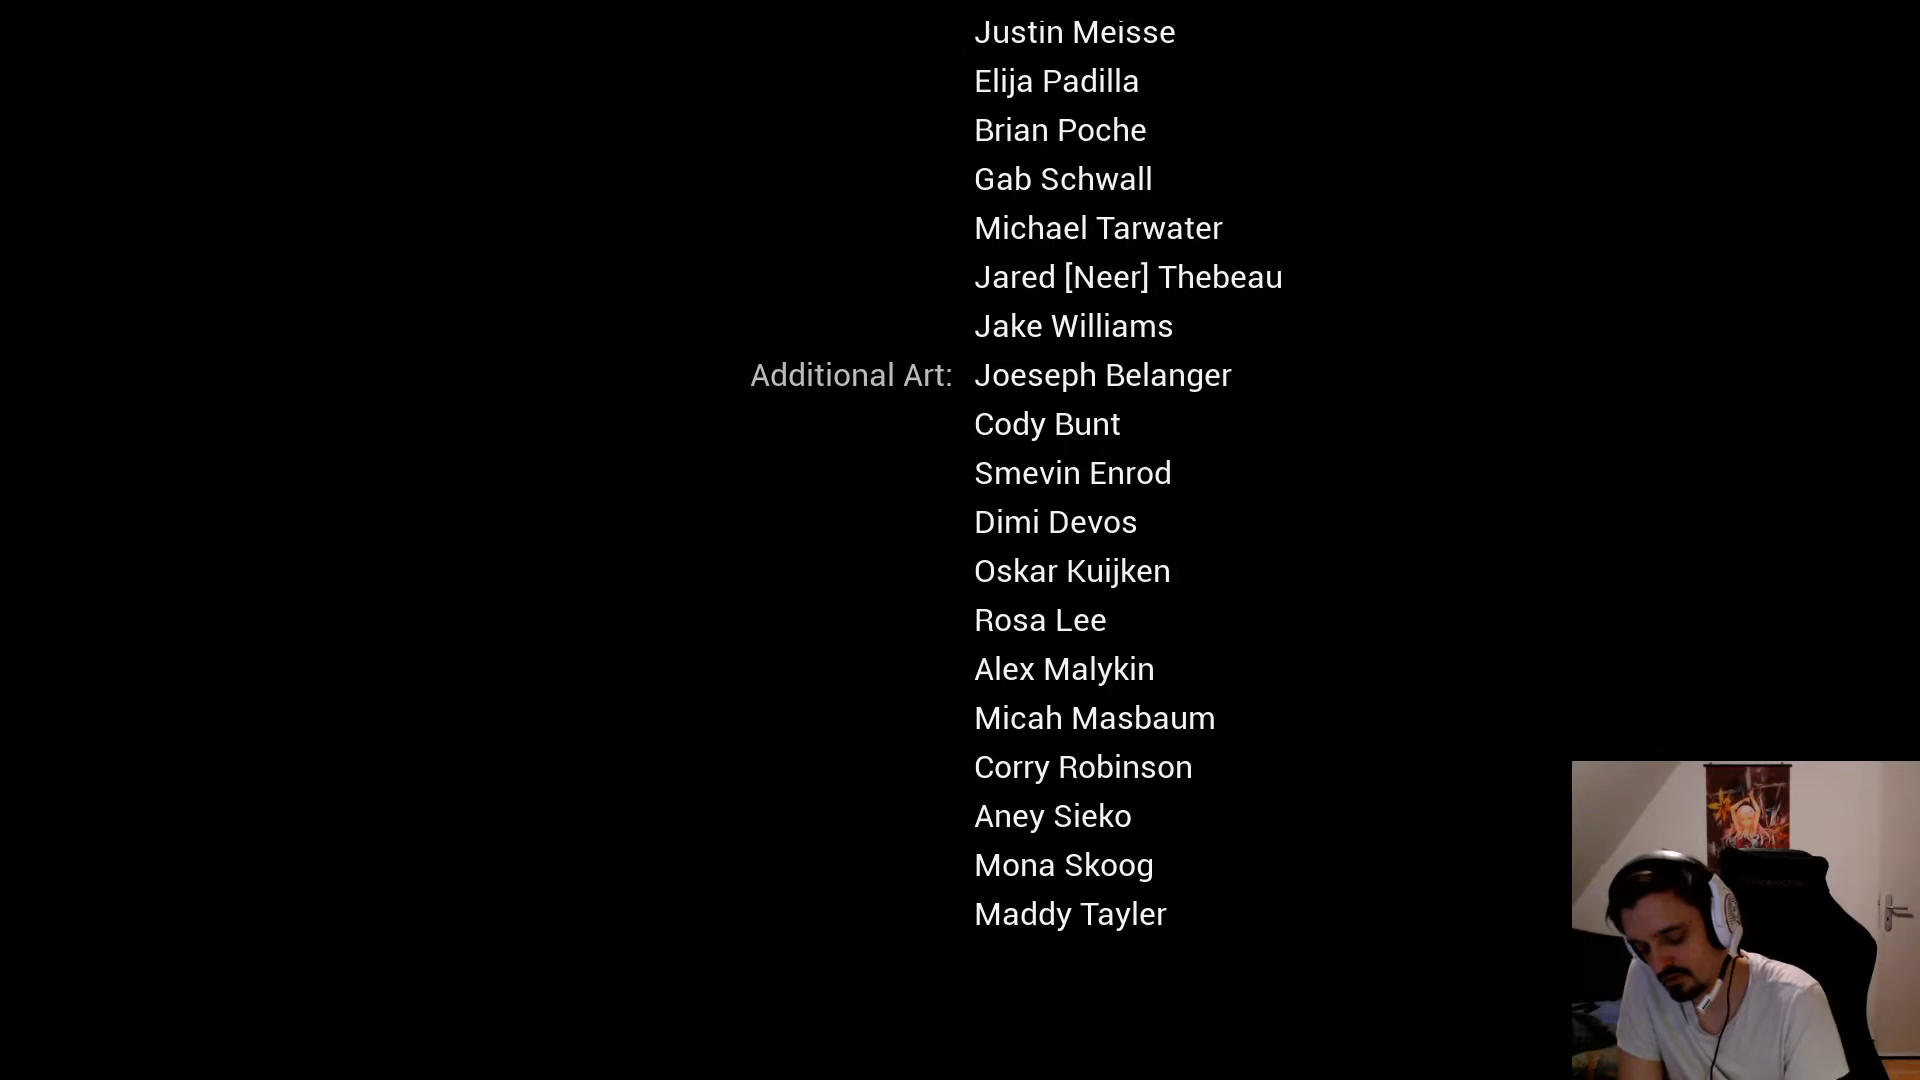 Justin Meisse
Elija Padilla
Brian Poche
Gab Schwall
Michael Tarwater
Jared [Neer] Thebeau
Jake Williams
Additional Art: Joeseph Belanger
Cody Bunt
Smevin Enrod
Dimi Devos
Oskar Kuijken
Rosa Lee
Alex Malykin
Micah Masbaum
Corry Robinson
Aney Sieko
Mona Skoog
Maddy Tayler